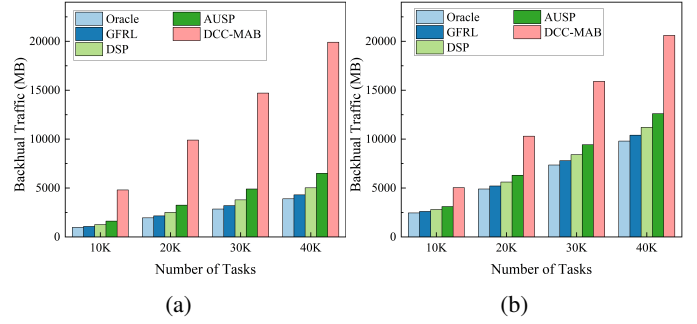 Oracle
GFRL
DSP
AUSP
DCC-MAB
20000
15000
10000
5000
0
Backhual Traffic (MB)
10K 20K 30K 40K
Number of Tasks
(a)
Oracle
GFRL
DSP
AUSP
DCC-MAB
20000
15000
10000
5000
0
Backhual Traffic (MB)
10K 20K 30K 40K
Number of Tasks
(b)